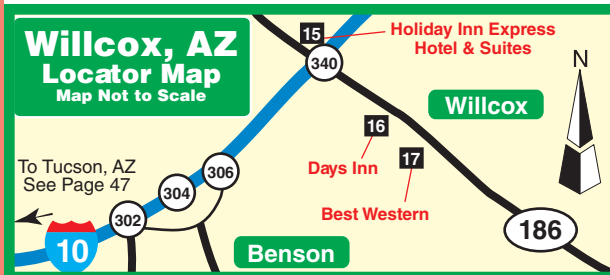 Willcox, AZ
Locator Map
Map Not to Scale
15
Holiday Inn Express
Hotel & Suites
340
N
Willcox
16
17
Days Inn
Best Western
To Tucson, AZ
See Page 47
306
304
302
186
10
Benson